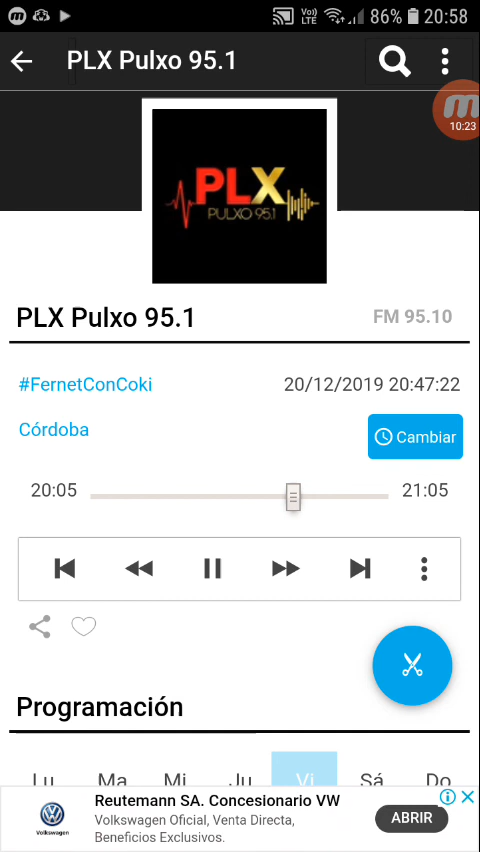 Vo)) LTE 86% 20:58
PLX Pulxo 95.1
10:23
PLX
PULXO 95.1
PLX Pulxo 95.1 FM 95.10
#FernetConCoki 20/12/2019 20:47:22
Córdoba Cambiar
20:05 21:05
Programación
Lu Ma Mi Ju Vi Sá Do
Reutemann SA. Concesionario VW
Volkswagen Oficial, Venta Directa,
Beneficios Exclusivos.
Volkswagen
ABRIR